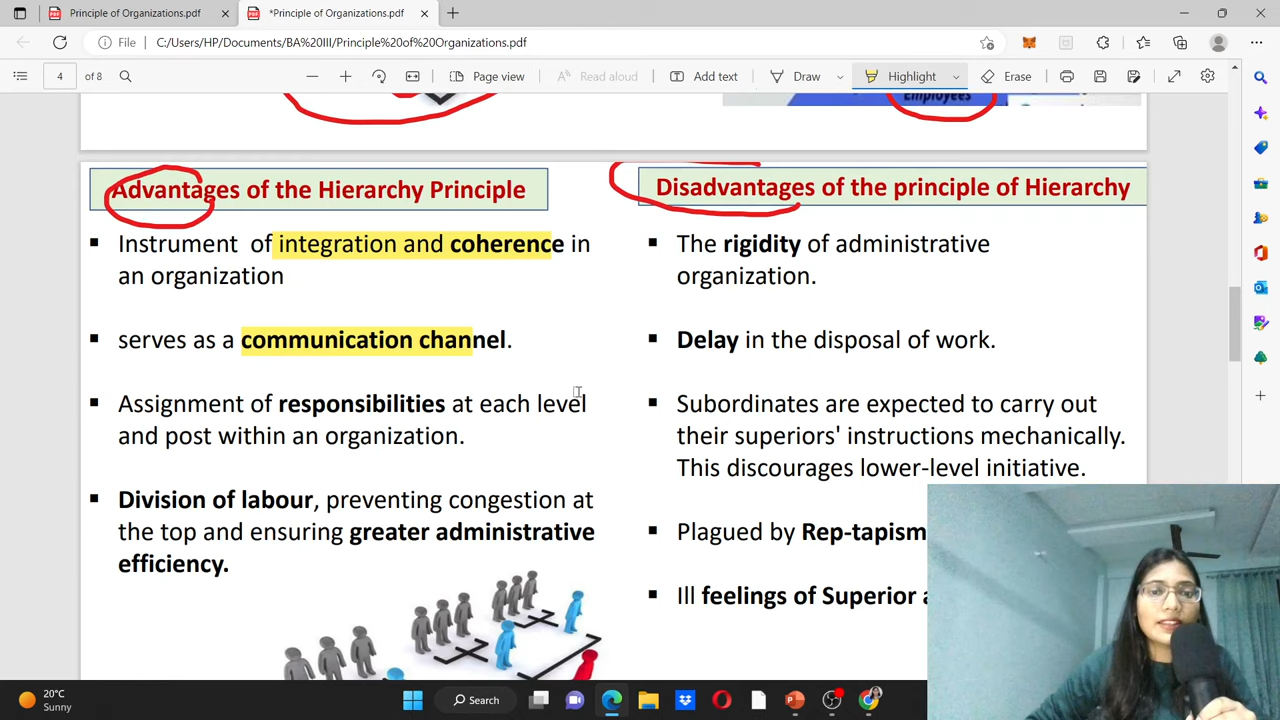 Principle of Organizations.pdf
*Principle of Organizations.pdf
File
C:/Users/HP/Documents/BA%20III/Principle%20of%20Organizations.pdf
4 of 8
Page view
Read aloud
Add text
Draw
Highlight
Erase
Employees
Advantages of the Hierarchy Principle
▪ Instrument of integration and coherence in
an organization
▪ serves as a communication channel.
▪ Assignment of responsibilities at each level
and post within an organization.
▪ Division of labour, preventing congestion at
the top and ensuring greater administrative
efficiency.
Disadvantages of the principle of Hierarchy
▪ The rigidity of administrative
organization.
▪ Delay in the disposal of work.
▪ Subordinates are expected to carry out
their superiors' instructions mechanically.
This discourages lower-level initiative.
▪ Plagued by Rep-tapism
▪ Ill feelings of Superior
20°C
Sunny
Search